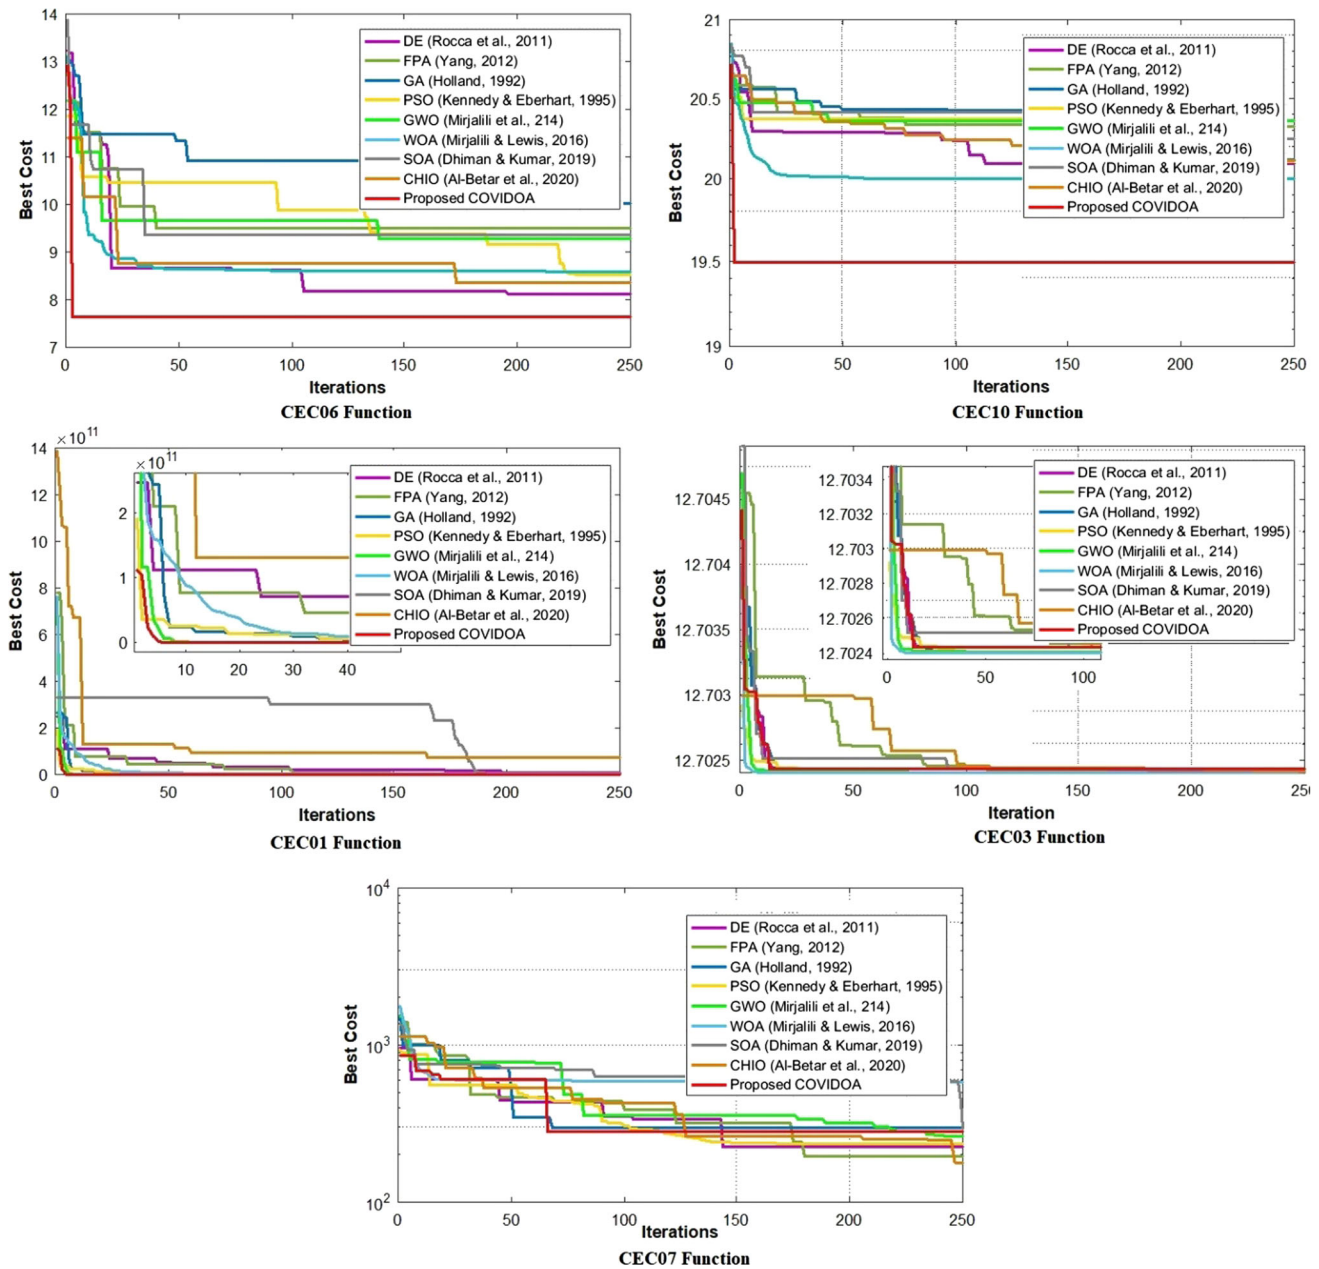 14
13
12
11
10
9
8
7
Best Cost
0 50 100 150 200 250
Iterations
CEC06 Function
DE (Rocca et al., 2011)
FPA (Yang, 2012)
GA (Holland, 1992)
PSO (Kennedy & Eberhart, 1995)
GWO (Mirjalili et al., 214)
WOA (Mirjalili & Lewis, 2016)
SOA (Dhiman & Kumar, 2019)
CHIO (Al-Betar et al., 2020)
Proposed COVIDOA
21
20.5
20
19.5
19
Best Cost
0 50 100 150 200 250
Iterations
CEC10 Function
DE (Rocca et al., 2011)
FPA (Yang, 2012)
GA (Holland, 1992)
PSO (Kennedy & Eberhart, 1995)
GWO (Mirjalili et al., 214)
WOA (Mirjalili & Lewis, 2016)
SOA (Dhiman & Kumar, 2019)
CHIO (Al-Betar et al., 2020)
Proposed COVIDOA
×10^11
14
12
10
8
6
4
2
0
Best Cost
0 50 100 150 200 250
Iterations
CEC01 Function
×10^11
2
1
0
10 20 30 40
DE (Rocca et al., 2011)
FPA (Yang, 2012)
GA (Holland, 1992)
PSO (Kennedy & Eberhart, 1995)
GWO (Mirjalili et al., 214)
WOA (Mirjalili & Lewis, 2016)
SOA (Dhiman & Kumar, 2019)
CHIO (Al-Betar et al., 2020)
Proposed COVIDOA
12.7045
12.704
12.7035
12.703
12.7025
Best Cost
0 50 100 150 200 250
Iteration
CEC03 Function
12.7034
12.7032
12.703
12.7028
12.7026
12.7024
0 50 100
DE (Rocca et al., 2011)
FPA (Yang, 2012)
GA (Holland, 1992)
PSO (Kennedy & Eberhart, 1995)
GWO (Mirjalili et al., 214)
WOA (Mirjalili & Lewis, 2016)
SOA (Dhiman & Kumar, 2019)
CHIO (Al-Betar et al., 2020)
Proposed COVIDOA
10^4
10^3
10^2
Best Cost
0 50 100 150 200 250
Iterations
CEC07 Function
DE (Rocca et al., 2011)
FPA (Yang, 2012)
GA (Holland, 1992)
PSO (Kennedy & Eberhart, 1995)
GWO (Mirjalili et al., 214)
WOA (Mirjalili & Lewis, 2016)
SOA (Dhiman & Kumar, 2019)
CHIO (Al-Betar et al., 2020)
Proposed COVIDOA